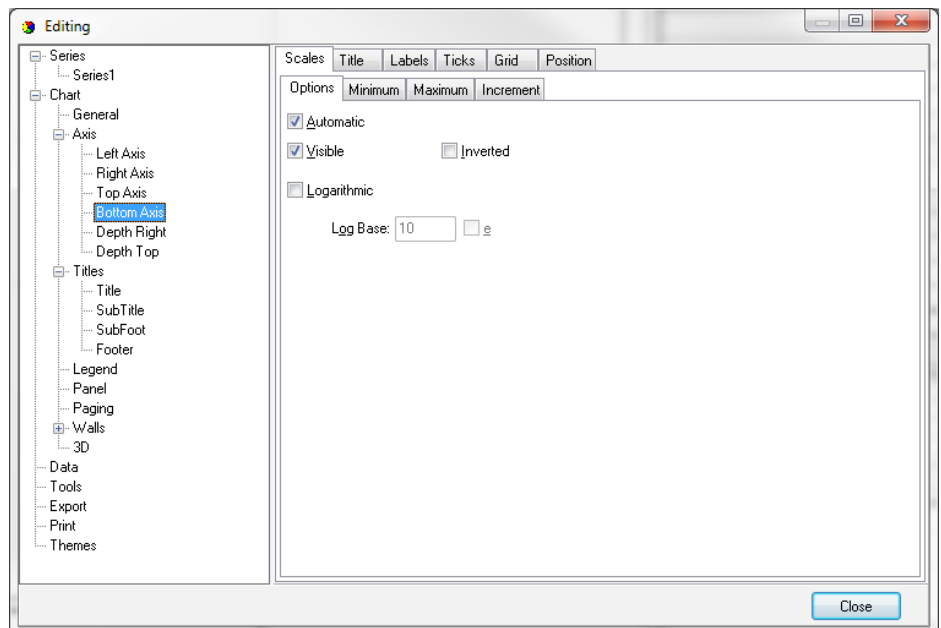 Editing
Series
Series1
Chart
General
Axis
Left Axis
Right Axis
Top Axis
Bottom Axis
Depth Right
Depth Top
Titles
Title
SubTitle
SubFoot
Footer
Legend
Panel
Paging
Walls
3D
Data
Tools
Export
Print
Themes
Scales Title Labels Ticks Grid Position
Options Minimum Maximum Increment
Automatic
Visible Inverted
Logarithmic
Log Base: 10 e
Close